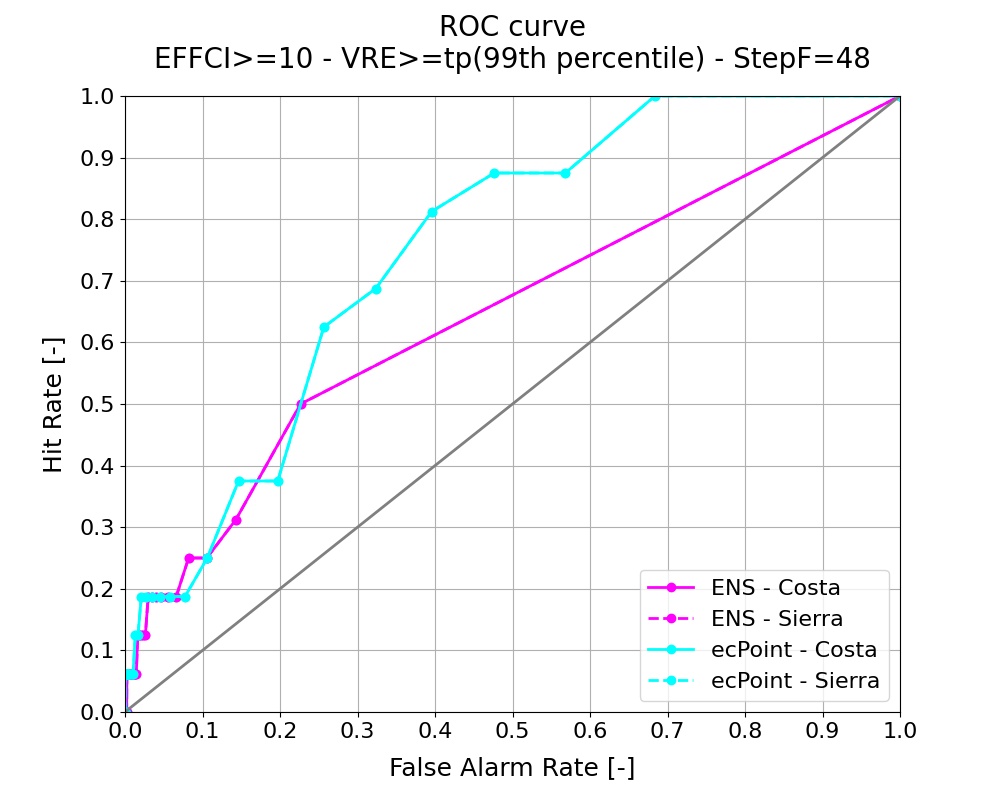 ROC curve
EFFCI>=10 - VRE>=tp(99th percentile) - StepF=48
1.0
0.9
0.8
0.7
0.6
0.5
0.4
0.3
0.2
0.1
0.0
Hit Rate [-]
ENS - Costa
ENS - Sierra
ecPoint - Costa
ecPoint - Sierra
0.0 0.1 0.2 0.3 0.4 0.5 0.6 0.7 0.8 0.9 1.0
False Alarm Rate [-]